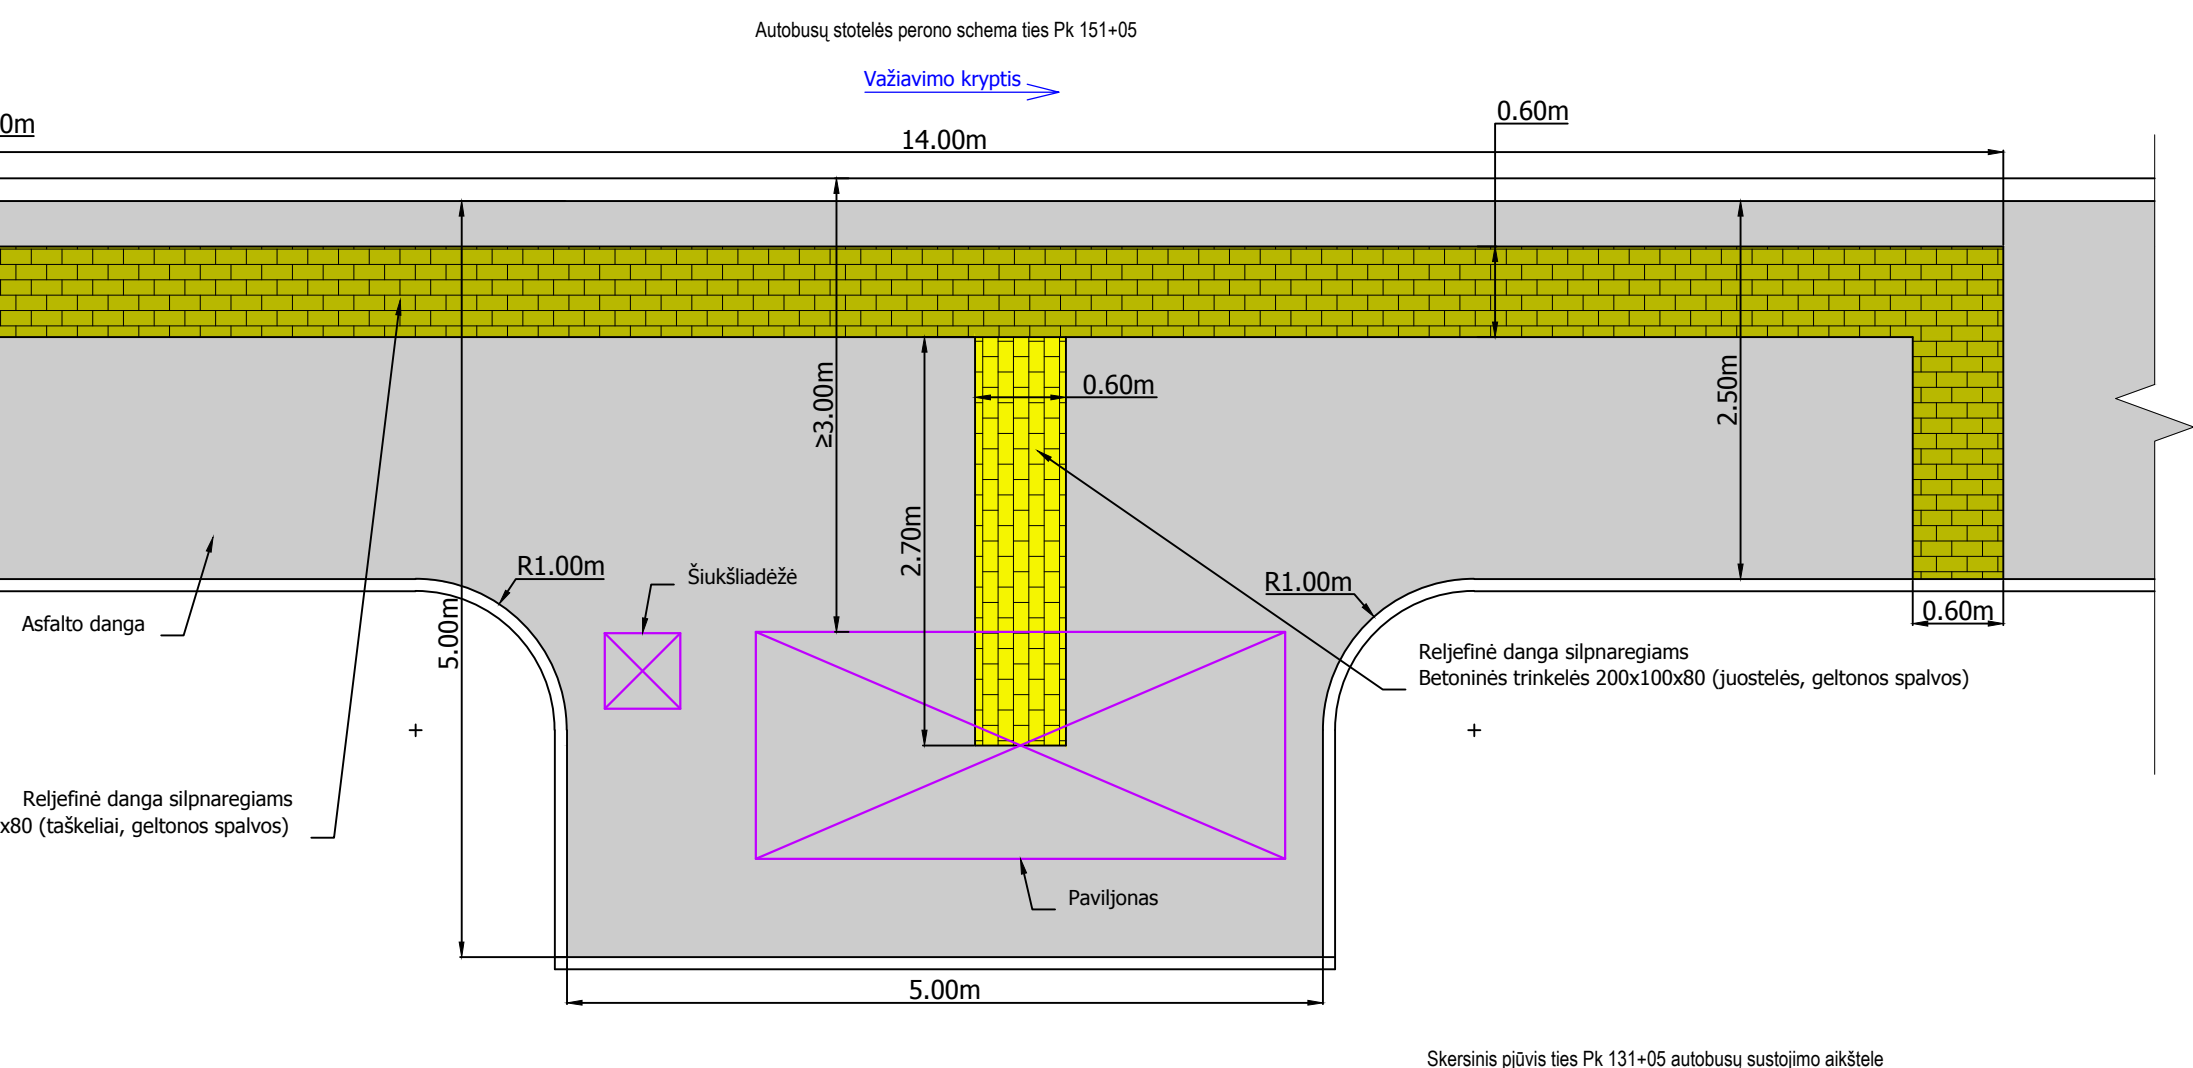 Autobusų stotelės perono schema ties Pk 151+05
Važiavimo kryptis
0m
14.00m
0.60m
≥3.00m
2.50m
0.60m
2.70m
R1.00m
Šiukšliadėžė
R1.00m
Asfalto danga
5.00m
0.60m
Reljefinė danga silpnaregiams
Betoninės trinkelės 200x100x80 (juostelės, geltonos spalvos)
Reljefinė danga silpnaregiams
x80 (taškeliai, geltonos spalvos)
Paviljonas
5.00m
Skersinis pjūvis ties Pk 131+05 autobusų sustojimo aikštele